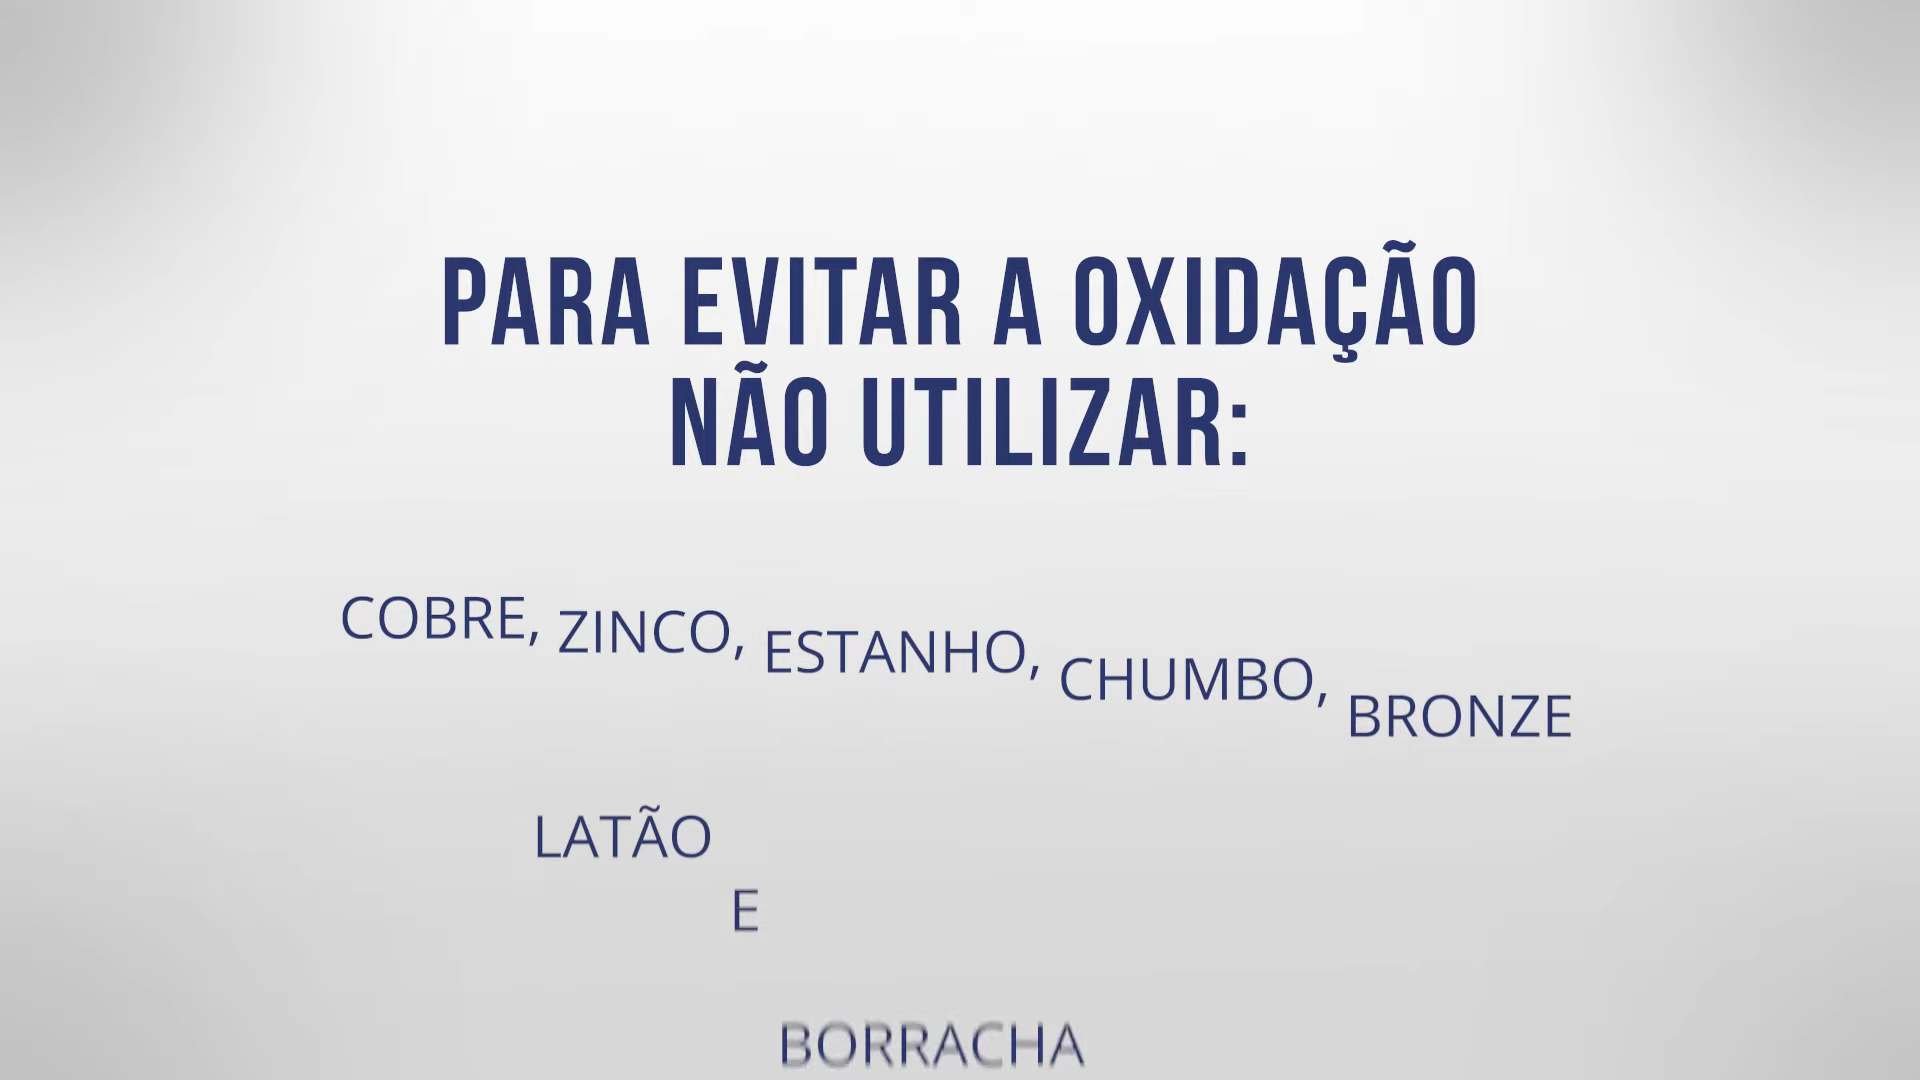 PARA EVITAR A OXIDAÇÃO
NÃO UTILIZAR:
COBRE, ZINCO, ESTANHO, CHUMBO, BRONZE
LATÃO E BORRACHA